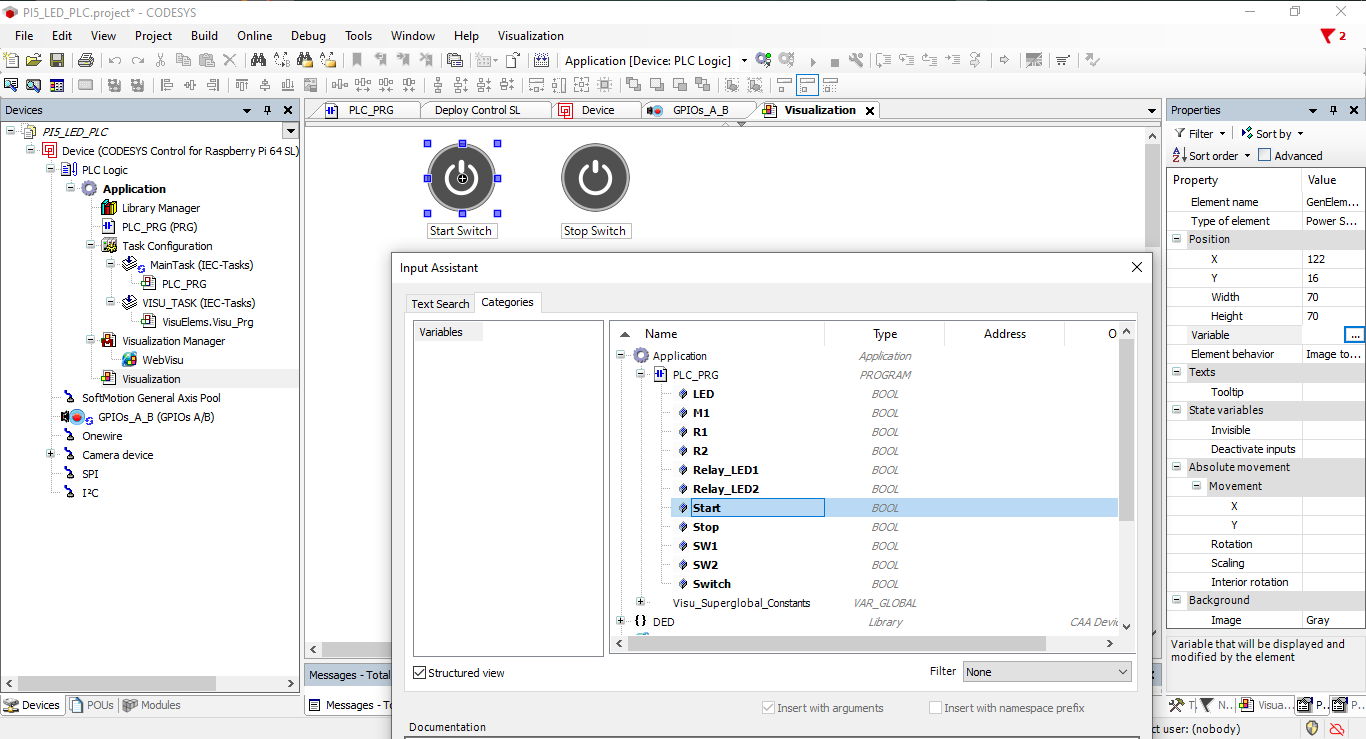 PI5_LED_PLC.project* - CODESYS
File Edit View Project Build Online Debug Tools Window Help Visualization
2
Application [Device: PLC Logic]
Devices
PI5_LED_PLC
Device (CODESYS Control for Raspberry Pi 64 SL)
PLC Logic
Application
Library Manager
PLC_PRG (PRG)
Task Configuration
MainTask (IEC-Tasks)
PLC_PRG
VISU_TASK (IEC-Tasks)
VisuElems.Visu_Prg
Visualization Manager
WebVisu
Visualization
SoftMotion General Axis Pool
GPIOs_A_B (GPIOs A/B)
Onewire
Camera device
SPI
I²C
Devices POUs Modules
PLC_PRG Deploy Control SL Device GPIOs_A_B Visualization
Start Switch Stop Switch
Input Assistant
Text Search Categories
Variables
Name Type Address O
Application Application
PLC_PRG PROGRAM
LED BOOL
M1 BOOL
R1 BOOL
R2 BOOL
Relay_LED1 BOOL
Relay_LED2 BOOL
Start BOOL
Stop BOOL
SW1 BOOL
SW2 BOOL
Switch BOOL
Visu_Superglobal_Constants VAR_GLOBAL
{} DED Library CAA Devic
Structured view
Filter None
Insert with arguments Insert with namespace prefix
Documentation
Messages - Total
Messages - To
Properties
Filter Sort by
Sort order Advanced
Property Value
Element name GenElem...
Type of element Power S...
Position
X 122
Y 16
Width 70
Height 70
Variable ...
Element behavior Image to...
Texts
Tooltip
State variables
Invisible
Deactivate inputs
Absolute movement
Movement
X
Y
Rotation
Scaling
Interior rotation
Background
Image Gray
Variable that will be displayed and
modified by the element
T... N... Visua... P... P...
ct user: (nobody)